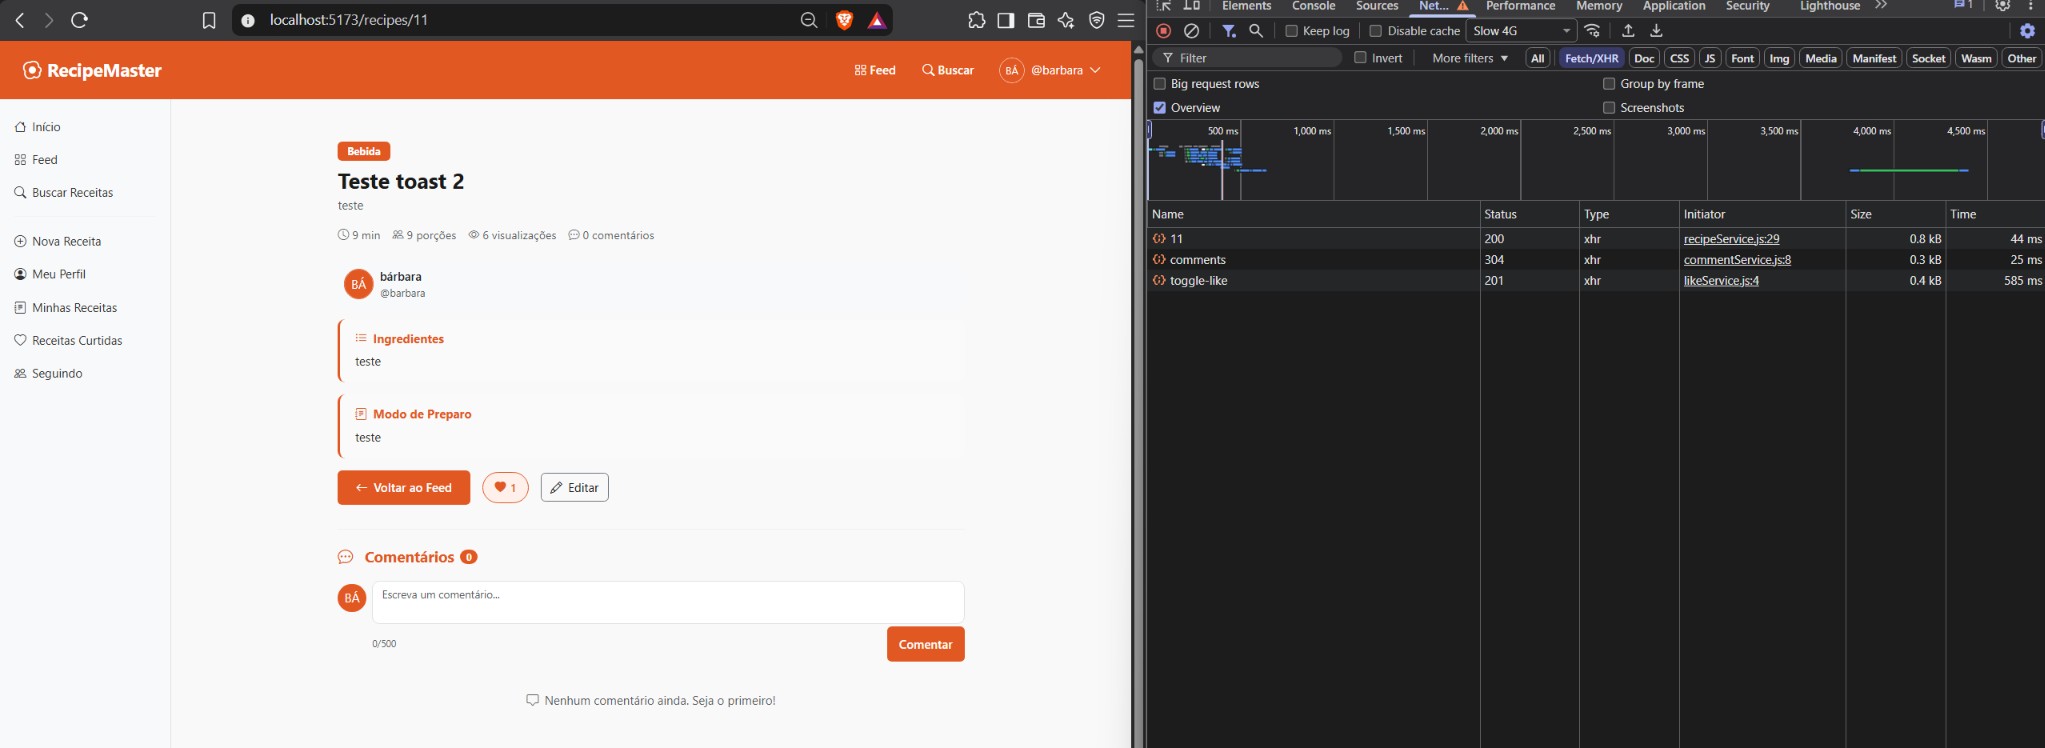 localhost:5173/recipes/11
RecipeMaster
Feed
Buscar
BÁ @barbara
Início
Feed
Buscar Receitas
Nova Receita
Meu Perfil
Minhas Receitas
Receitas Curtidas
Seguindo
Bebida
Teste toast 2
teste
9 min 9 porções 6 visualizações 0 comentários
BÁ
bárbara
@barbara
Ingredientes
teste
Modo de Preparo
teste
← Voltar ao Feed
1
Editar
Comentários 0
BÁ
Escreva um comentário...
0/500
Comentar
Nenhum comentário ainda. Seja o primeiro!
Elements Console Sources Net... Performance Memory Application Security Lighthouse 1
Keep log Disable cache Slow 4G
Filter Invert More filters All Fetch/XHR Doc CSS JS Font Img Media Manifest Socket Wasm Other
Big request rows Group by frame
Overview Screenshots
500 ms 1,000 ms 1,500 ms 2,000 ms 2,500 ms 3,000 ms 3,500 ms 4,000 ms 4,500 ms
Name Status Type Initiator Size Time
11 200 xhr recipeService.js:29 0.8 kB 44 ms
comments 304 xhr commentService.js:8 0.3 kB 25 ms
toggle-like 201 xhr likeService.js:4 0.4 kB 585 ms